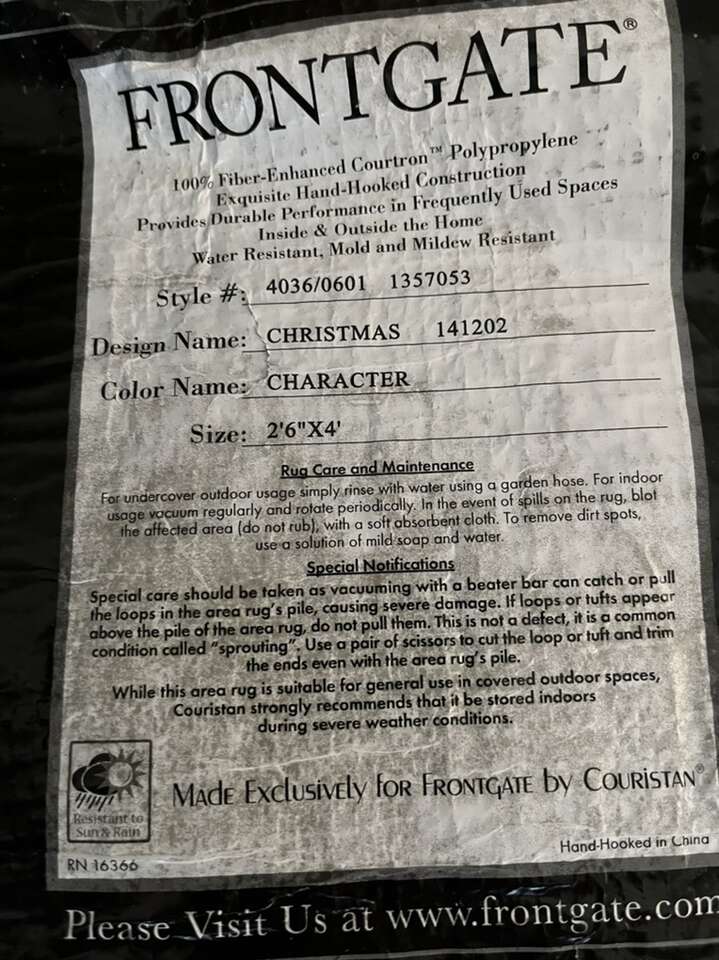 FRONTGATE®
100% Fiber-Enhanced Courtron™ Polypropylene
Exquisite Hand-Hooked Construction
Provides Durable Performance in Frequently Used Spaces
Inside & Outside the Home
Water Resistant, Mold and Mildew Resistant
Style #: 4036/0601 1357053
Design Name: CHRISTMAS 141202
Color Name: CHARACTER
Size: 2'6"X4'
Rug Care and Maintenance
For undercover outdoor usage simply rinse with water using a garden hose. For indoor
usage vacuum regularly and rotate periodically. In the event of spills on the rug, blot
the affected area (do not rub), with a soft absorbent cloth. To remove dirt spots,
use a solution of mild soap and water.
Special Notifications
Special care should be taken as vacuuming with a beater bar can catch or pull
the loops in the area rug's pile, causing severe damage. If loops or tufts appear
above the pile of the area rug, do not pull them. This is not a defect, it is a common
condition called "sprouting". Use a pair of scissors to cut the loop or tuft and trim
the ends even with the area rug's pile.
While this area rug is suitable for general use in covered outdoor spaces,
Couristan strongly recommends that it be stored indoors
during severe weather conditions.
Resistant to
Sun & Rain
Made Exclusively for Frontgate by Couristan®
Hand-Hooked in China
RN 16366
Please Visit Us at www.frontgate.com